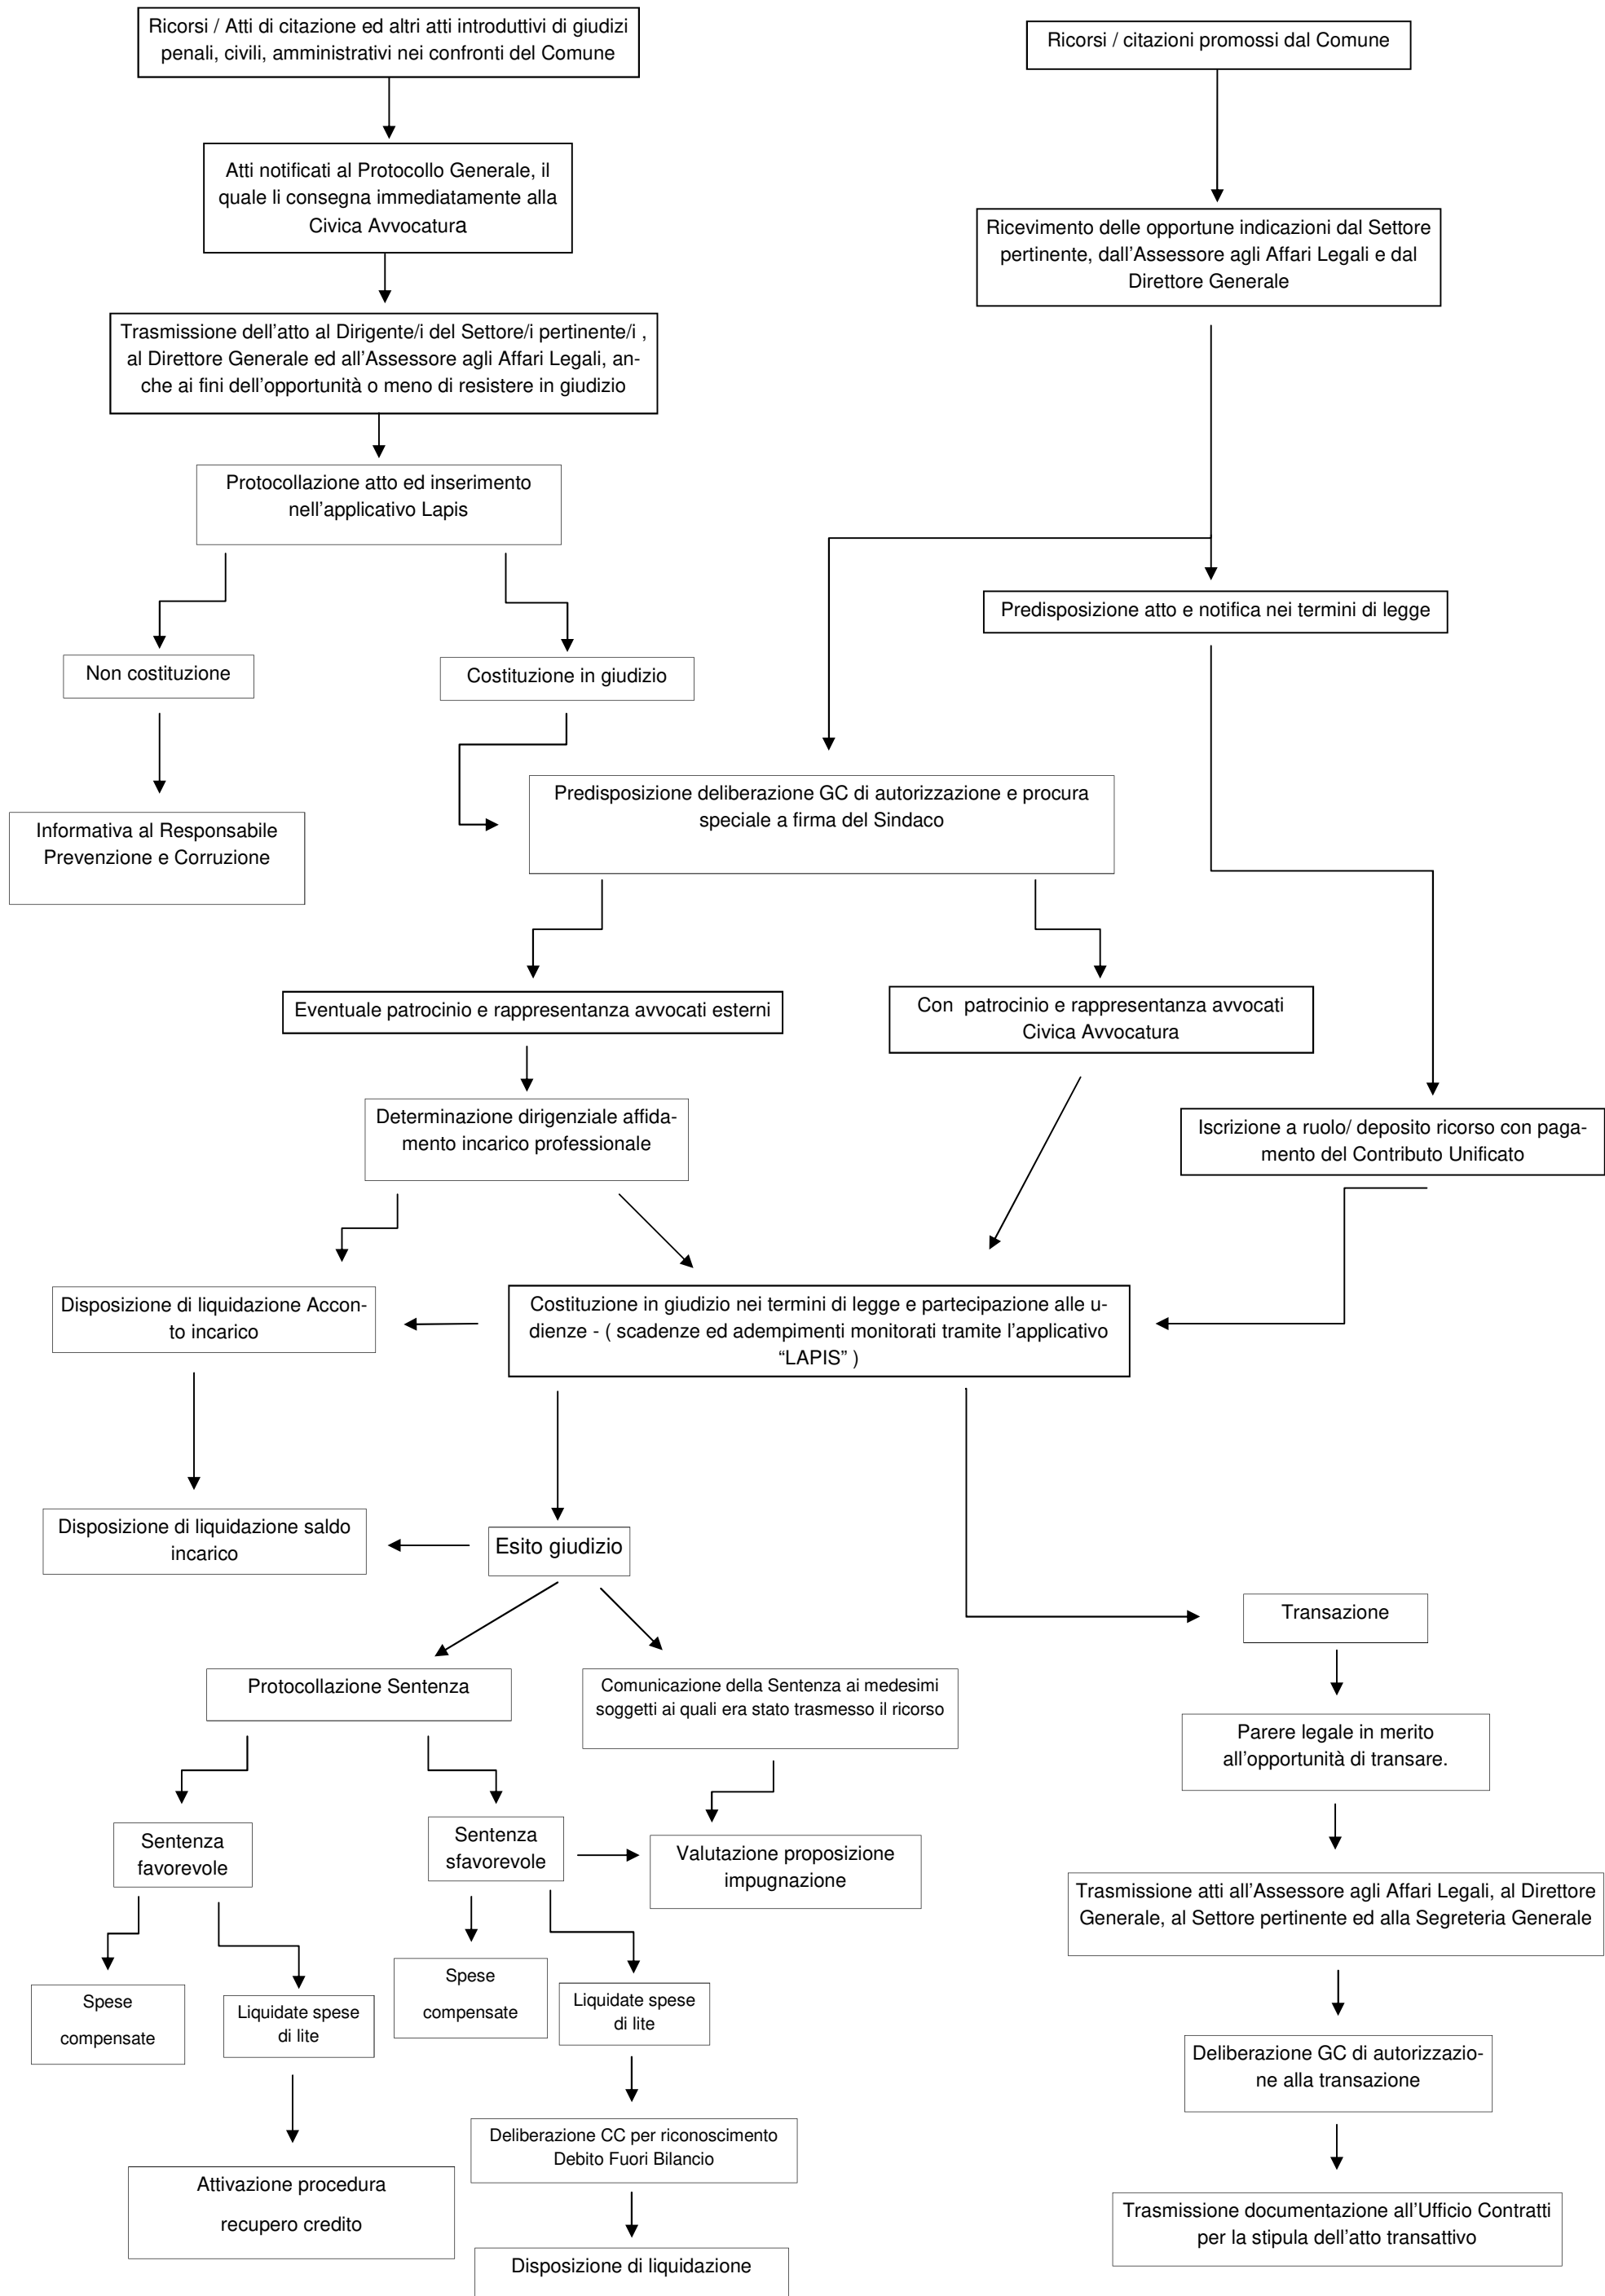 Ricorsi / Atti di citazione ed altri atti introduttivi di giudizi
penali, civili, amministrativi nei confronti del Comune
Ricorsi / citazioni promossi dal Comune
Atti notificati al Protocollo Generale, il
quale li consegna immediatamente alla
Civica Avvocatura
Ricevimento delle opportune indicazioni dal Settore
pertinente, dall’Assessore agli Affari Legali e dal
Direttore Generale
Trasmissione dell’atto al Dirigente/i del Settore/i pertinente/i ,
al Direttore Generale ed all’Assessore agli Affari Legali, an-
che ai fini dell’opportunità o meno di resistere in giudizio
Protocollazione atto ed inserimento
nell’applicativo Lapis
Predisposizione atto e notifica nei termini di legge
Non costituzione
Costituzione in giudizio
Predisposizione deliberazione GC di autorizzazione e procura
speciale a firma del Sindaco
Informativa al Responsabile
Prevenzione e Corruzione
Eventuale patrocinio e rappresentanza avvocati esterni
Con  patrocinio e rappresentanza avvocati
Civica Avvocatura
Determinazione dirigenziale affida-
mento incarico professionale
Iscrizione a ruolo/ deposito ricorso con paga-
mento del Contributo Unificato
Disposizione di liquidazione Accon-
to incarico
Costituzione in giudizio nei termini di legge e partecipazione alle u-
dienze - ( scadenze ed adempimenti monitorati tramite l’applicativo
“LAPIS” )
Disposizione di liquidazione saldo
incarico
Esito giudizio
Transazione
Protocollazione Sentenza
Comunicazione della Sentenza ai medesimi
soggetti ai quali era stato trasmesso il ricorso
Parere legale in merito
all’opportunità di transare.
Sentenza
favorevole
Sentenza
sfavorevole
Valutazione proposizione
impugnazione
Trasmissione atti all’Assessore agli Affari Legali, al Direttore
Generale, al Settore pertinente ed alla Segreteria Generale
Spese
compensate
Liquidate spese
di lite
Spese
compensate
Liquidate spese
di lite
Deliberazione GC di autorizzazio-
ne alla transazione
Deliberazione CC per riconoscimento
Debito Fuori Bilancio
Attivazione procedura
recupero credito
Trasmissione documentazione all’Ufficio Contratti
per la stipula dell’atto transattivo
Disposizione di liquidazione